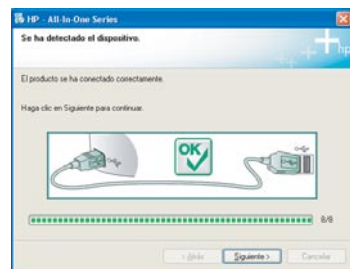 HP - All-In-One Series
Se ha detectado el dispositivo.
hp
El producto se ha conectado correctamente.
Haga clic en Siguiente para continuar.
OK
8/8
< Atrás
Siguiente >
Cancelar